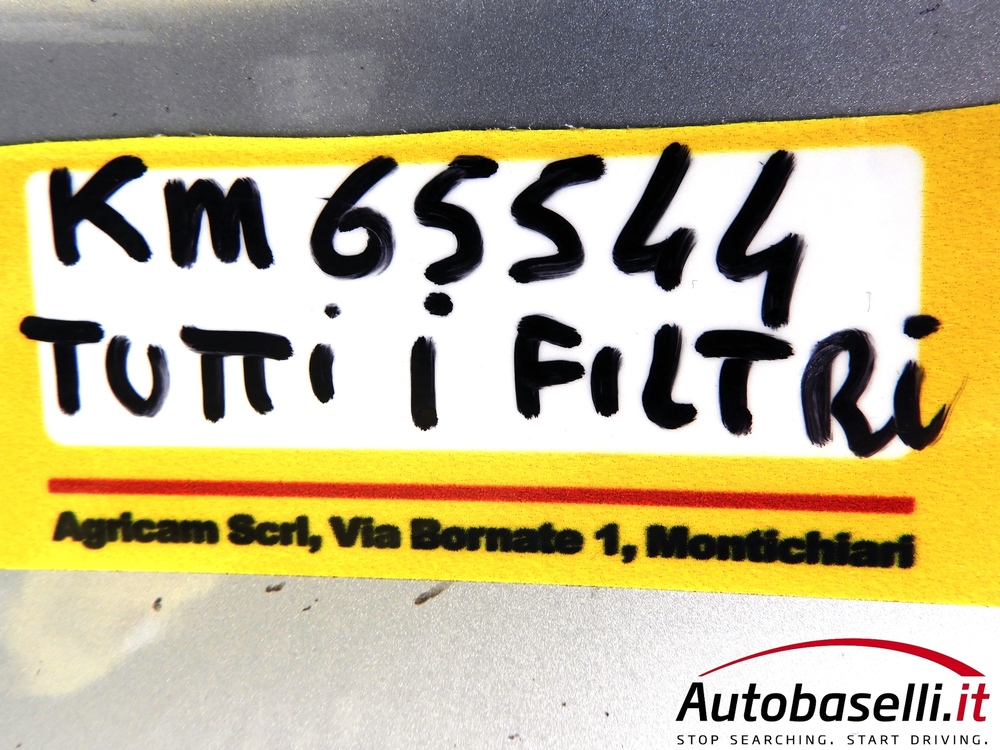 Km 65544
TUTTi i FiLTRi
Agricam Scrl, Via Bornate 1, Montichiari
Autobaselli.it
STOP SEARCHING. START DRIVING.